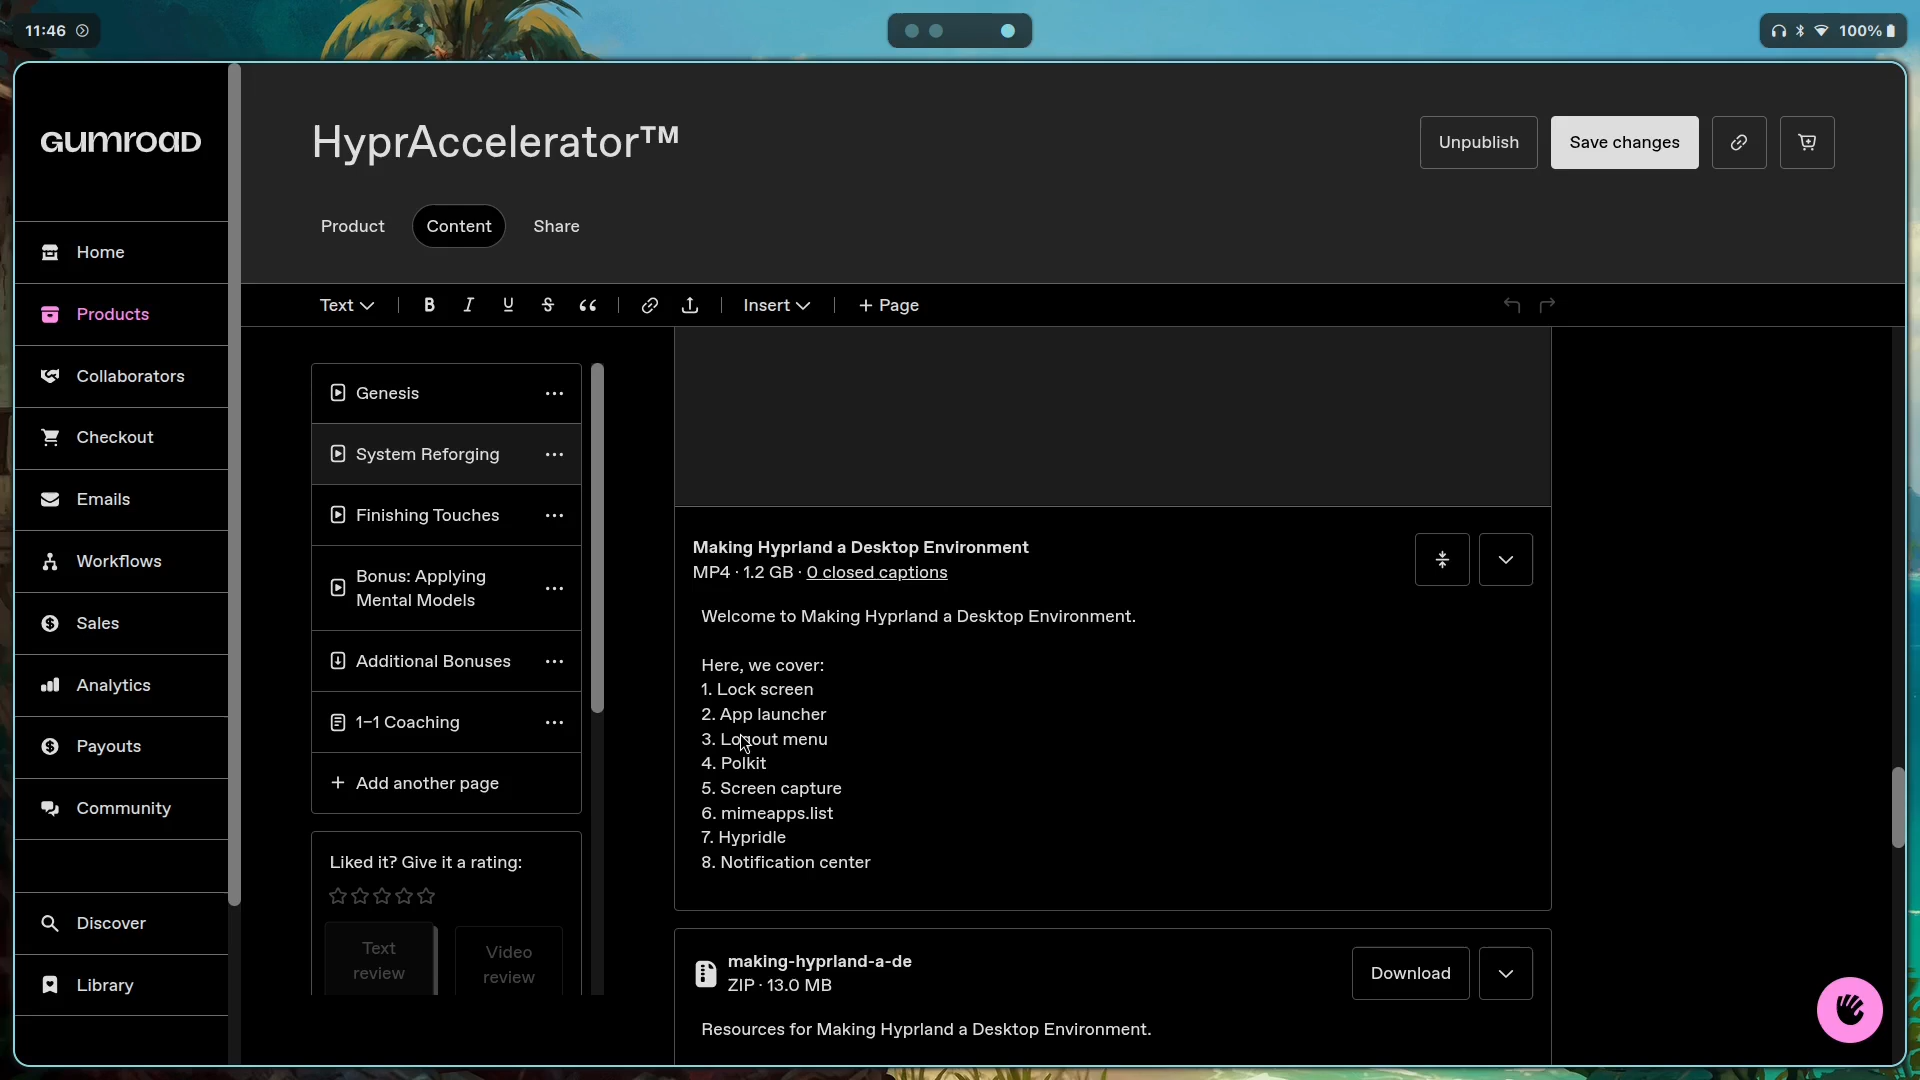 11:46
100%
GUMROAD
Home
Products
Collaborators
Checkout
Emails
Workflows
Sales
Analytics
Payouts
Community
Discover
Library
HyprAccelerator™
Unpublish
Save changes
Product
Content
Share
Text
B
I
U
S
Insert
+ Page
Genesis
System Reforging
Finishing Touches
Bonus: Applying
Mental Models
Additional Bonuses
1-1 Coaching
+ Add another page
Liked it? Give it a rating:
Text
review
Video
review
Making Hyprland a Desktop Environment
MP4 · 1.2 GB · 0 closed captions
Welcome to Making Hyprland a Desktop Environment.
Here, we cover:
1. Lock screen
2. App launcher
3. Logout menu
4. Polkit
5. Screen capture
6. mimeapps.list
7. Hypridle
8. Notification center
making-hyprland-a-de
ZIP · 13.0 MB
Download
Resources for Making Hyprland a Desktop Environment.